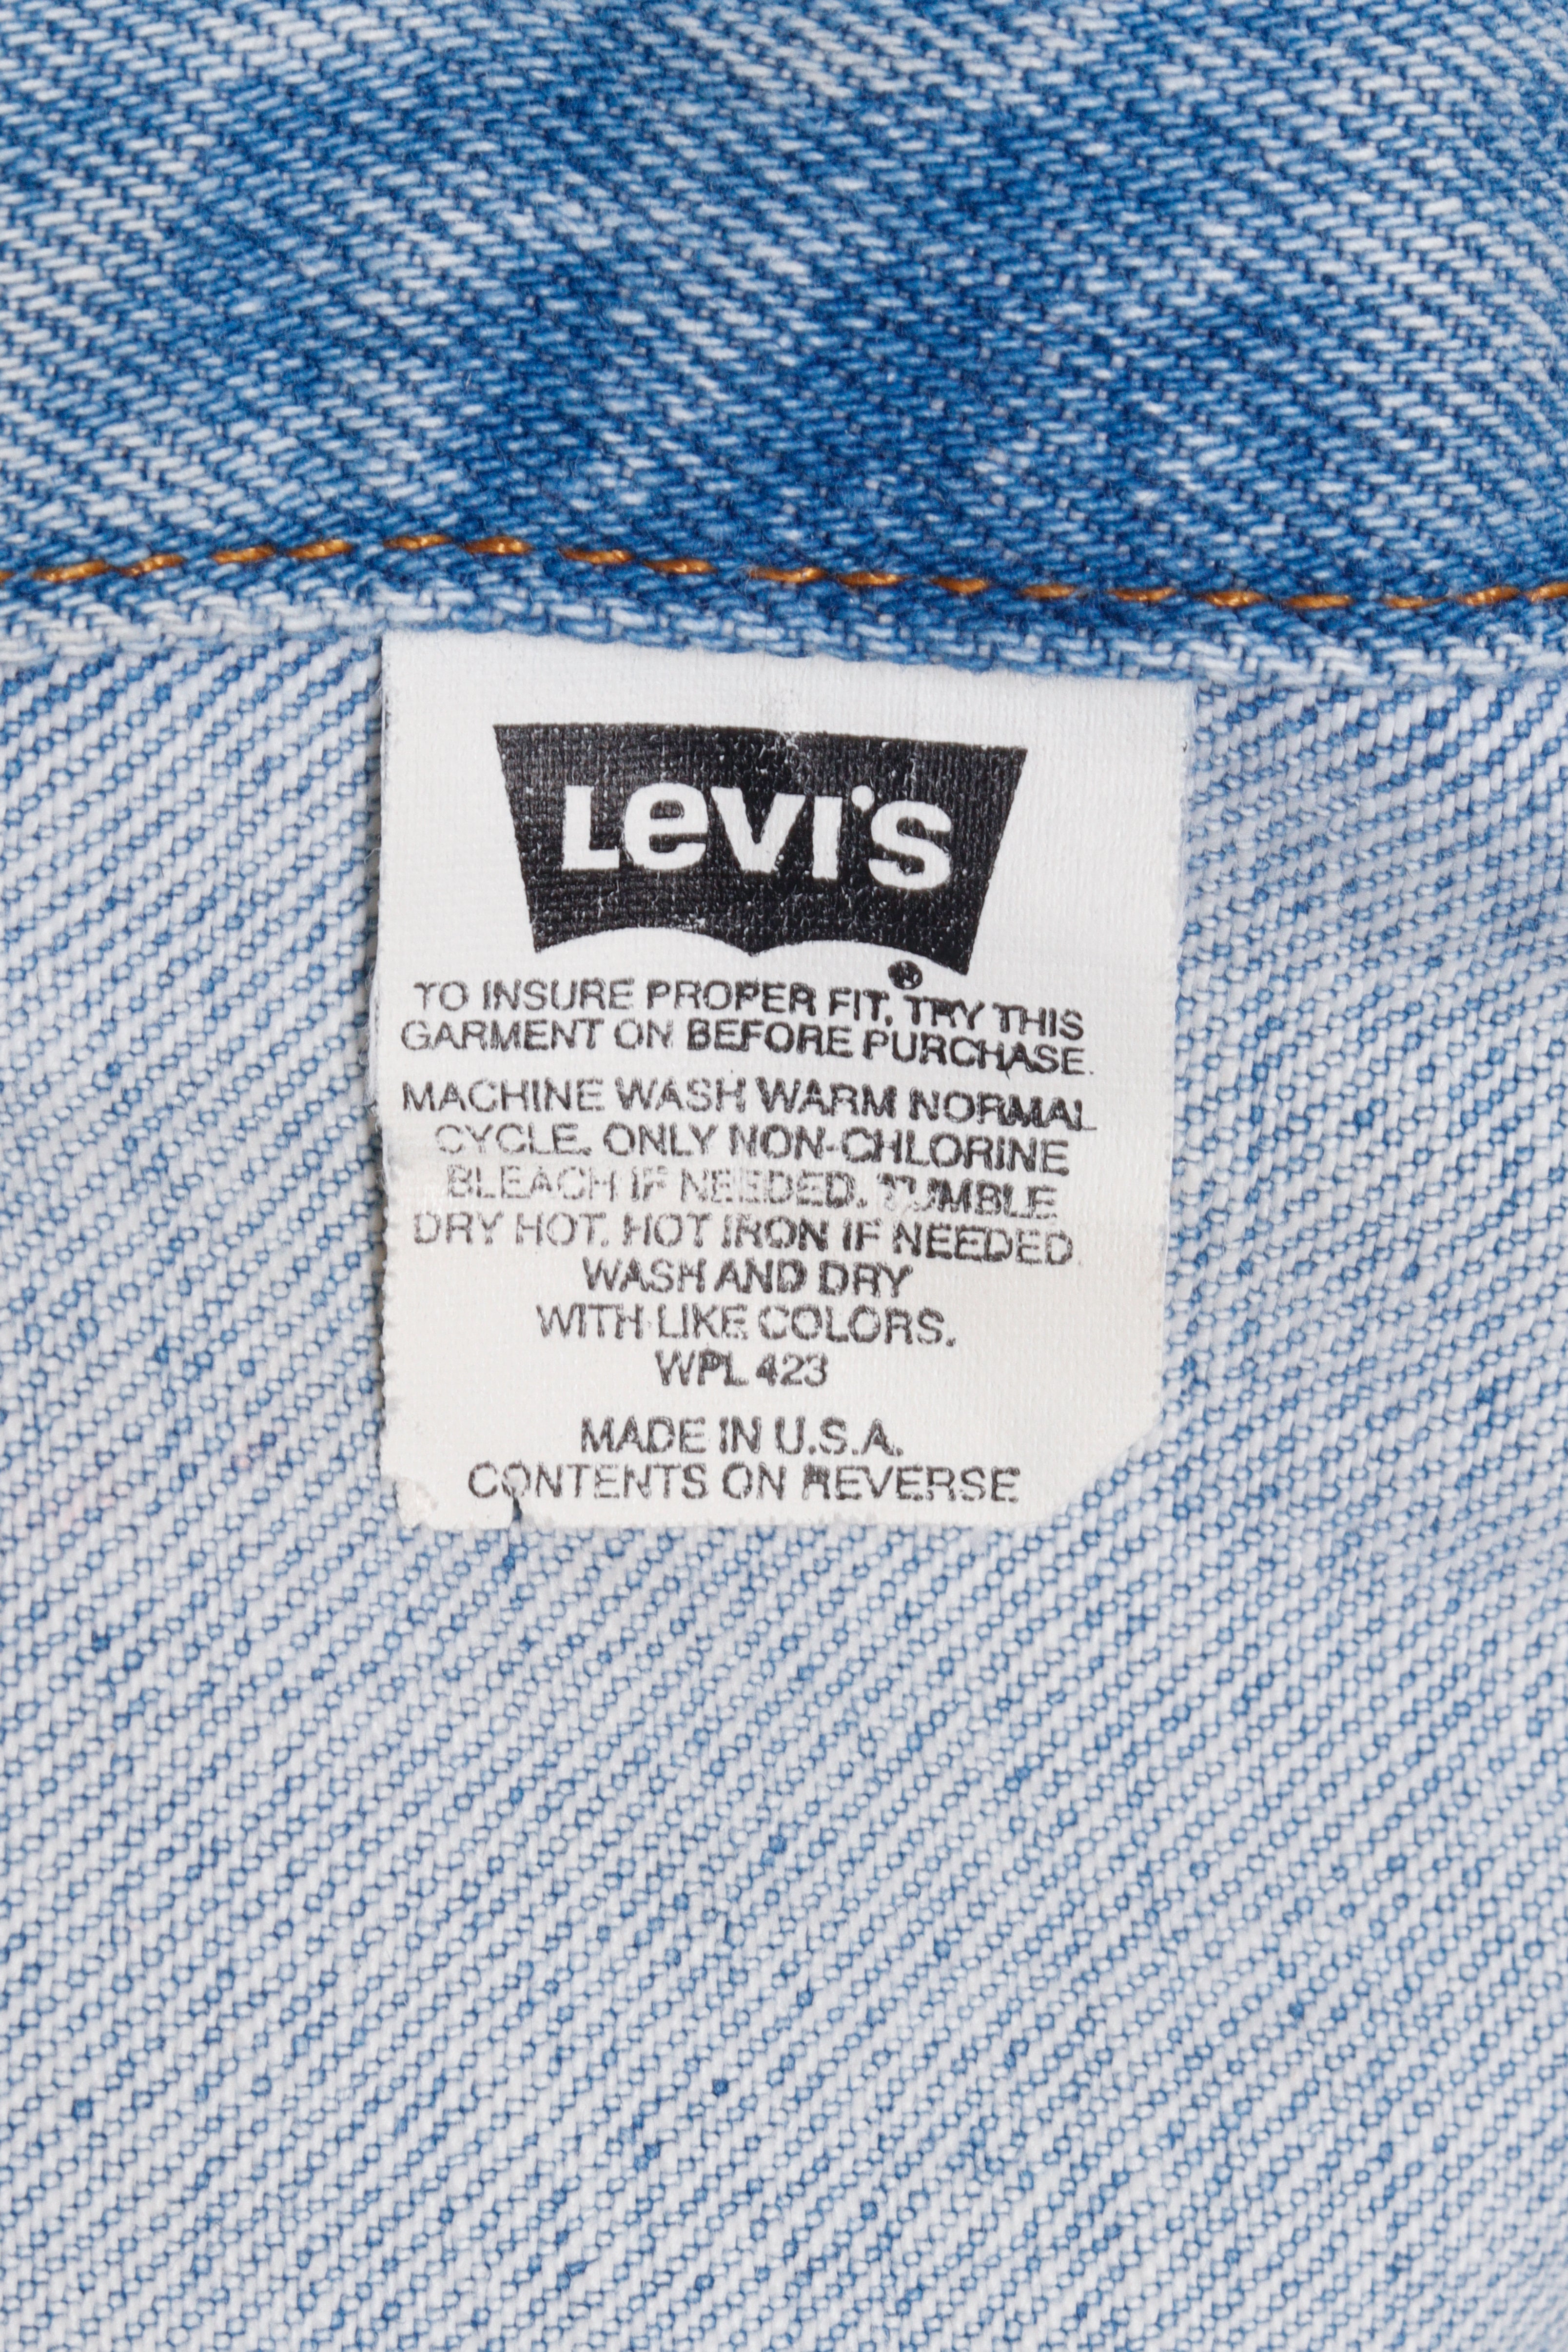 LEVI'S
®
TO INSURE PROPER FIT, TRY THIS
GARMENT ON BEFORE PURCHASE.
MACHINE WASH WARM NORMAL
CYCLE. ONLY NON-CHLORINE
BLEACH IF NEEDED. TUMBLE
DRY HOT. HOT IRON IF NEEDED.
WASH AND DRY
WITH LIKE COLORS.
WPL 423
MADE IN U.S.A.
CONTENTS ON REVERSE